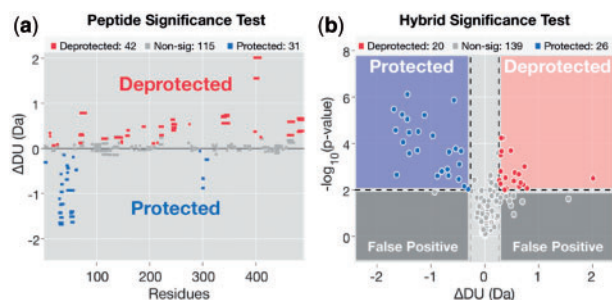 (a) Peptide Significance Test
Deprotected: 42 Non-sig: 115 Protected: 31
2
1
0
-1
-2
ΔDU (Da)
Deprotected
Protected
100 200 300 400
Residues
(b) Hybrid Significance Test
Deprotected: 20 Non-sig: 139 Protected: 26
8
6
4
2
0
-log10(p-value)
Protected
Deprotected
False Positive
False Positive
-2 -1 0 1 2
ΔDU (Da)